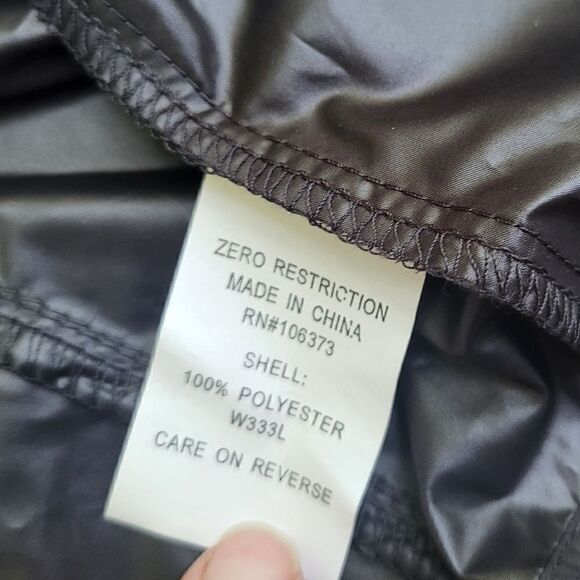 ZERO RESTRICTION
MADE IN CHINA
RN#106373
SHELL:
100% POLYESTER
W333L
CARE ON REVERSE